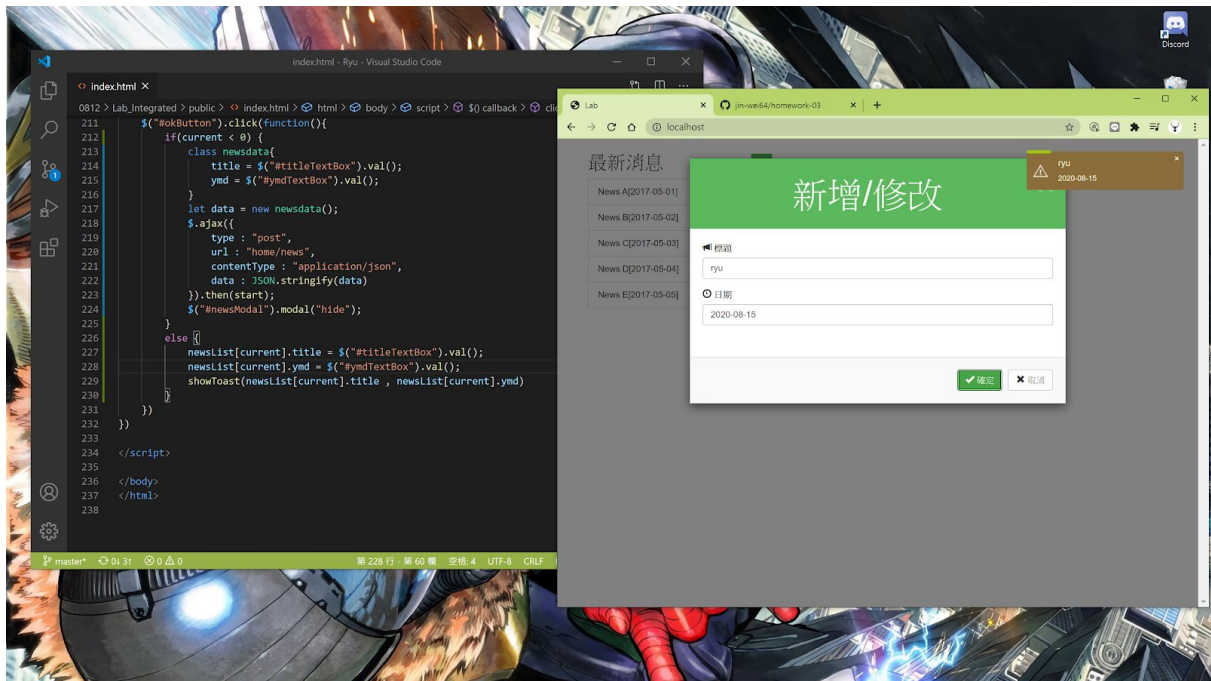 Discord
index.html - Ryu - Visual Studio Code
index.html
0812 > Lab_Integrated > public > index.html > html > body > script > $() callback > clic
211 $("#okButton").click(function(){
212 if(current < 0) {
213 class newsdata{
214 title = $("#titleTextBox").val();
215 ymd = $("#ymdTextBox").val();
216 }
217 let data = new newsdata();
218 $.ajax({
219 type : "post",
220 url : "home/news",
221 contentType : "application/json",
222 data : JSON.stringify(data)
223 }).then(start);
224 $("#newsModal").modal("hide");
225 }
226 else {
227 newsList[current].title = $("#titleTextBox").val();
228 newsList[current].ymd = $("#ymdTextBox").val();
229 showToast(newsList[current].title , newsList[current].ymd)
230 }
231 })
232 })
233
234 </script>
235
236 </body>
237 </html>
238
1
master* 0↓ 3↑ 0 0 第 228 行，第 60 欄 空格: 4 UTF-8 CRLF
Lab
jin-wei64/homework-03
localhost
最新消息
News A[2017-05-01]
News B[2017-05-02]
News C[2017-05-03]
News D[2017-05-04]
News E[2017-05-05]
新增/修改
標題
ryu
日期
2020-08-15
確定 取消
ryu
2020-08-15